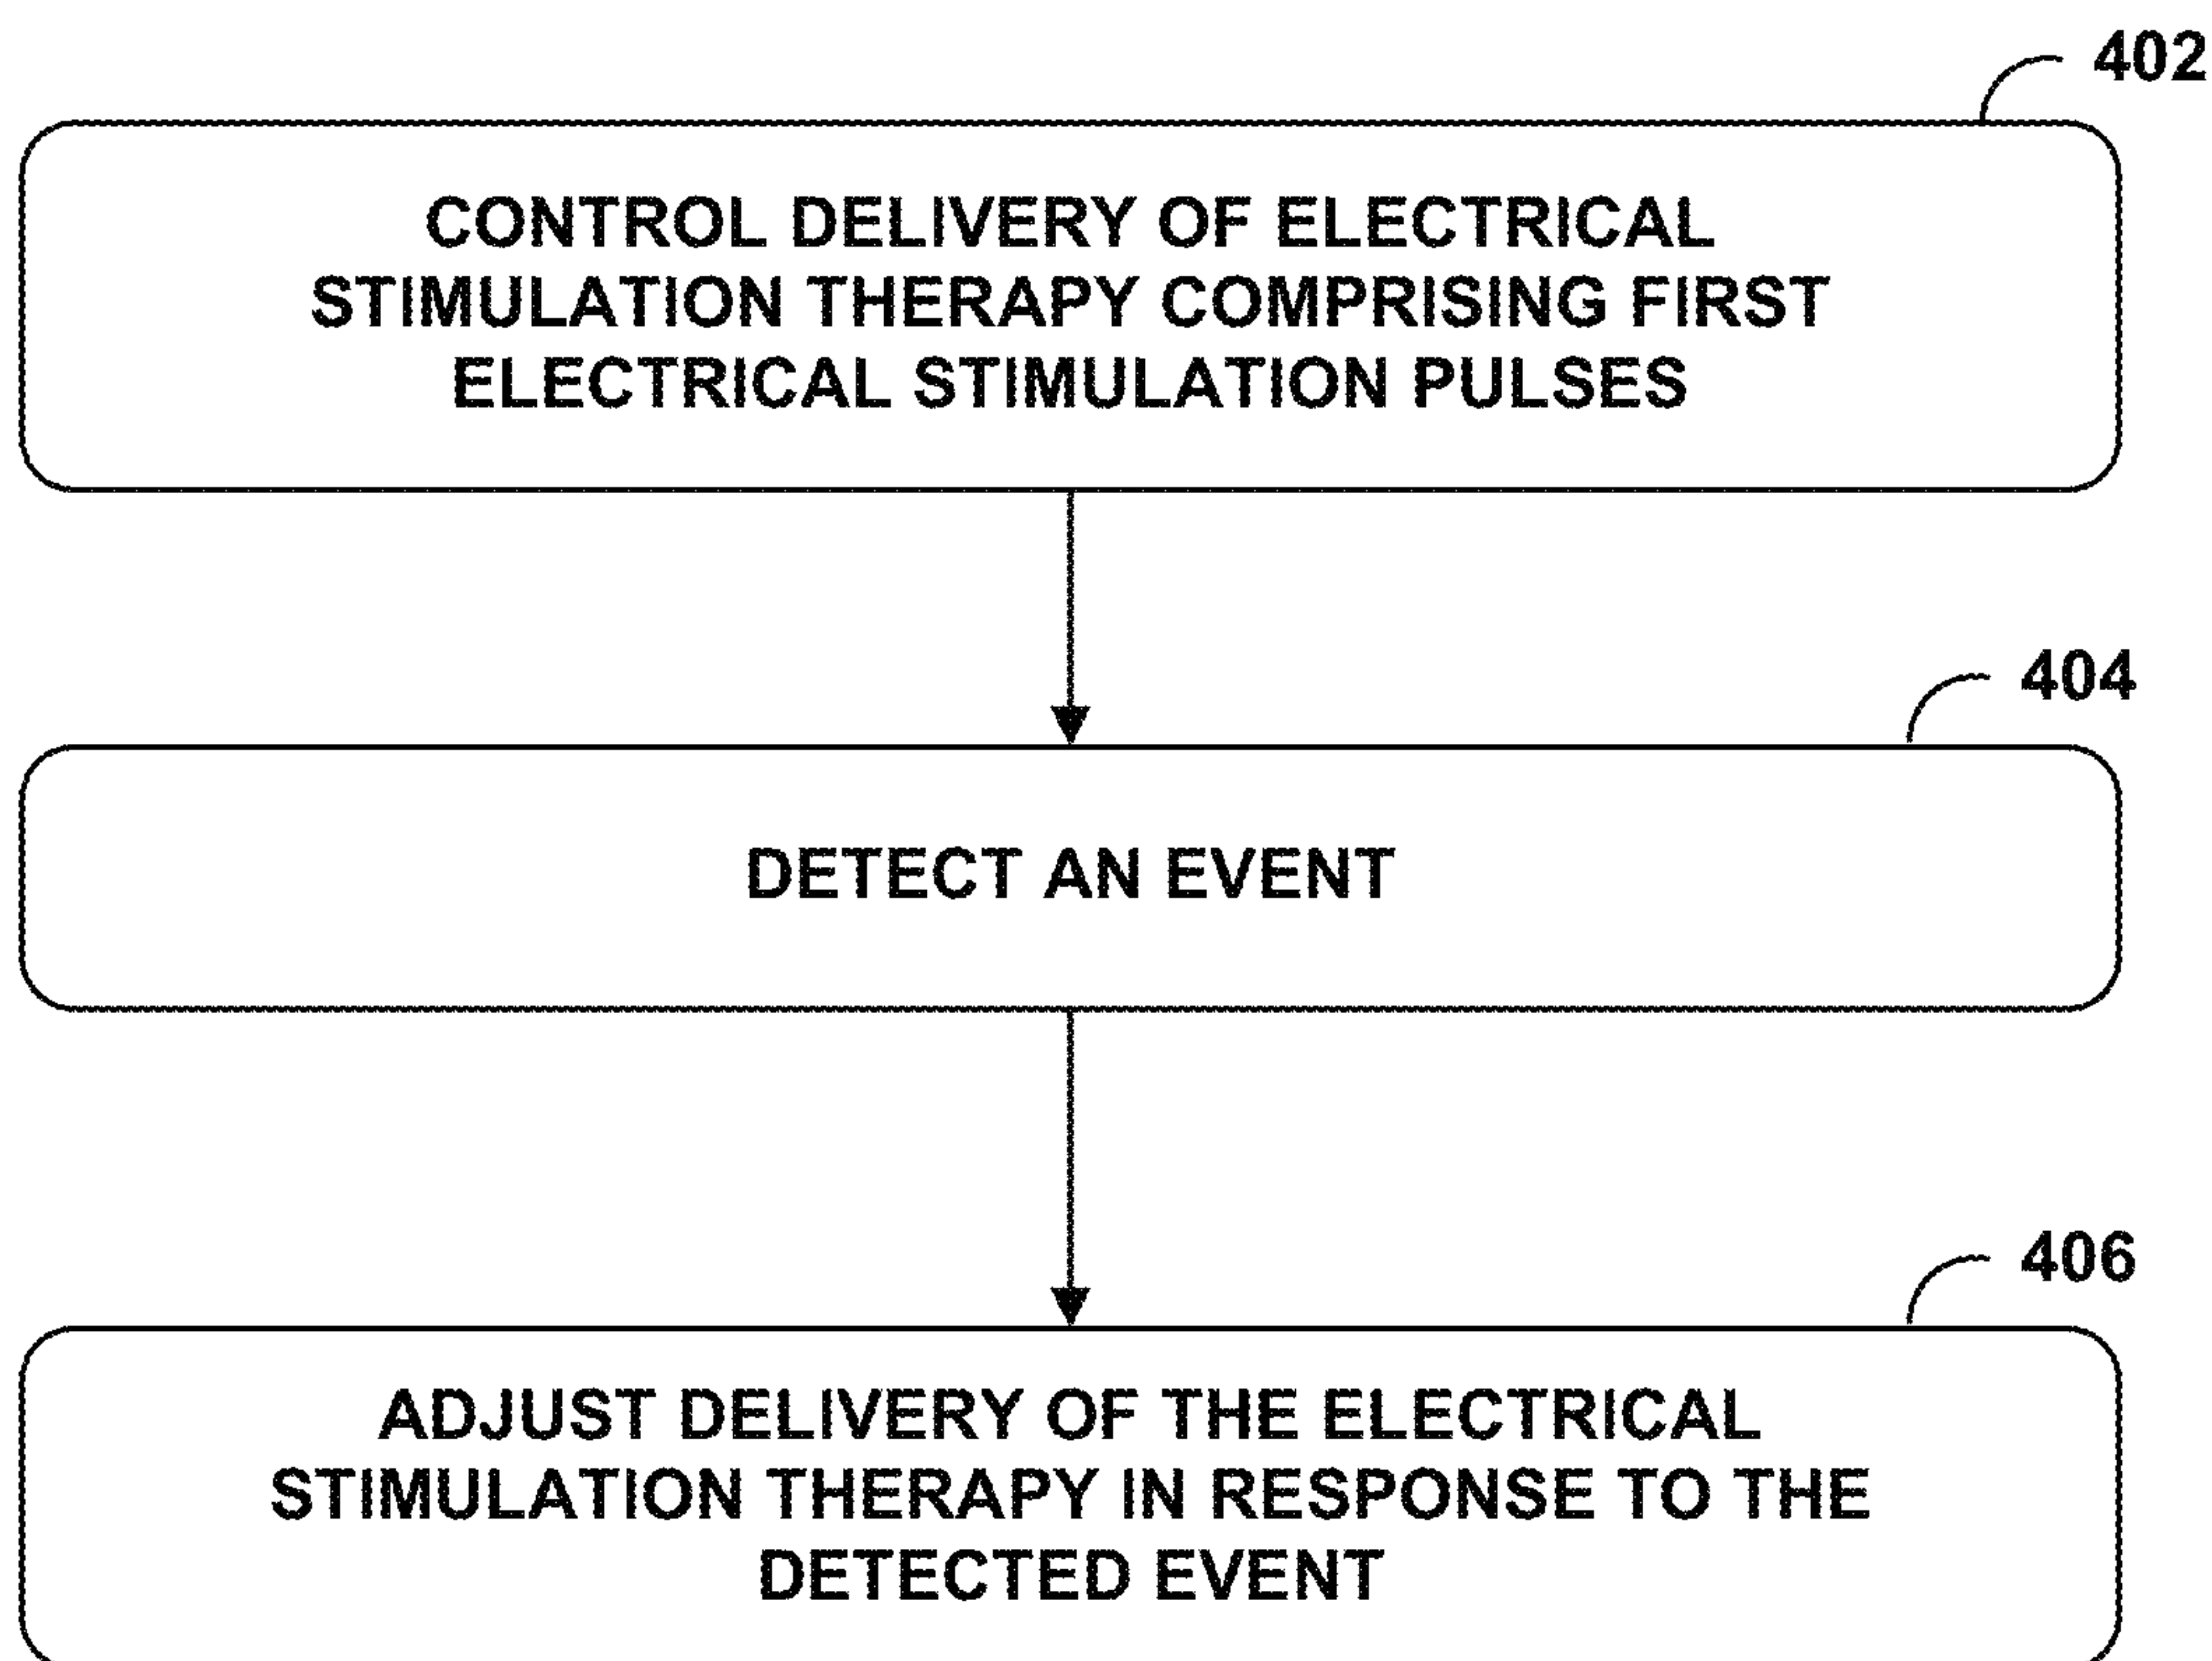 402
CONTROL DELIVERY OF ELECTRICAL
STIMULATION THERAPY COMPRISING FIRST
ELECTRICAL STIMULATION PULSES
404
DETECT AN EVENT
406
ADJUST DELIVERY OF THE ELECTRICAL
STIMULATION THERAPY IN RESPONSE TO THE
DETECTED EVENT